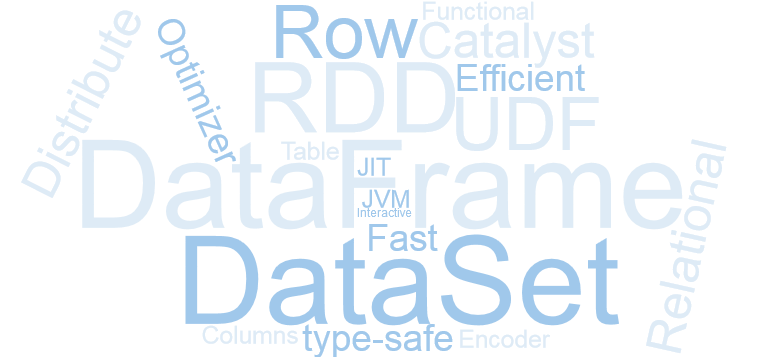 Functional
Row
Catalyst
Distribute
Optimizer
RDD
Efficient
UDF
Table
JIT
DataFrame
JVM
Interactive
Relational
Fast
DataSet
Columns
type-safe
Encoder